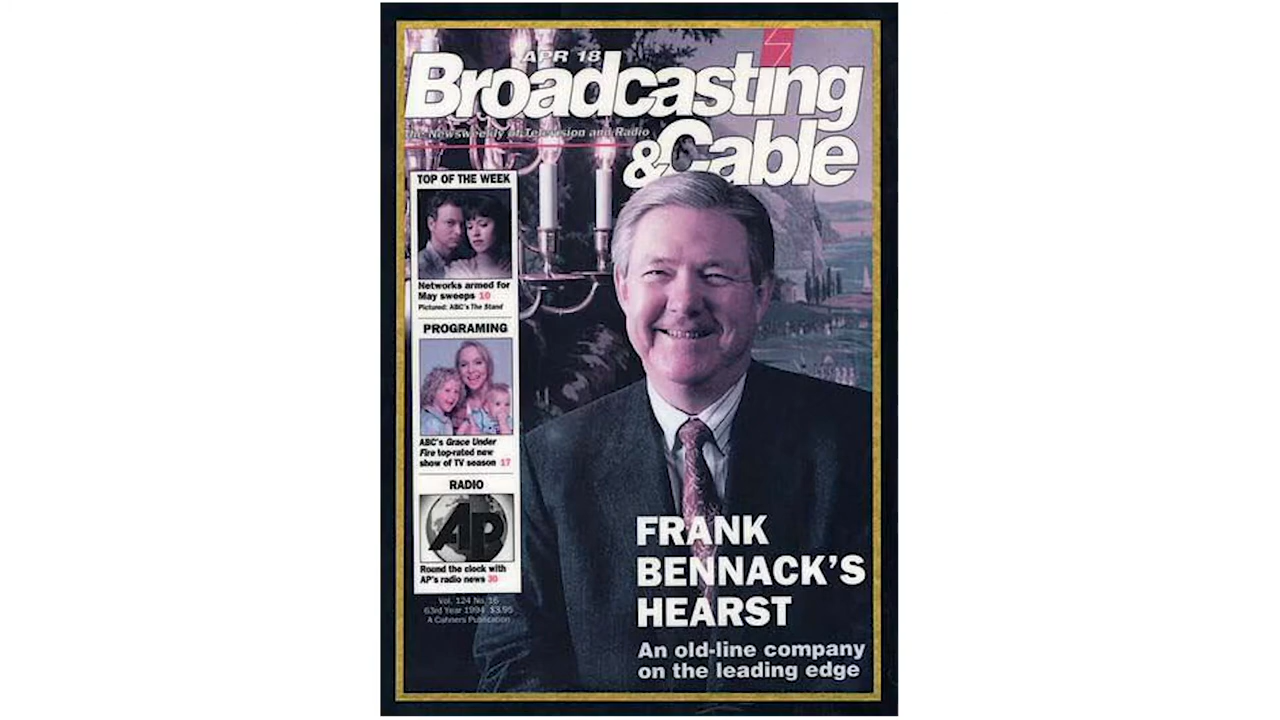 APR 18
Broadcasting
The Newsweekly of Television and Radio
&Cable
TOP OF THE WEEK
Networks armed for
May sweeps 10
Pictured: ABC's The Stand
PROGRAMING
ABC's Grace Under
Fire top-rated new
show of TV season 17
RADIO
AP
Round the clock with
AP's radio news 30
Vol. 124 No. 16
63rd Year 1994 $3.95
A Cahners Publication
FRANK
BENNACK'S
HEARST
An old-line company
on the leading edge